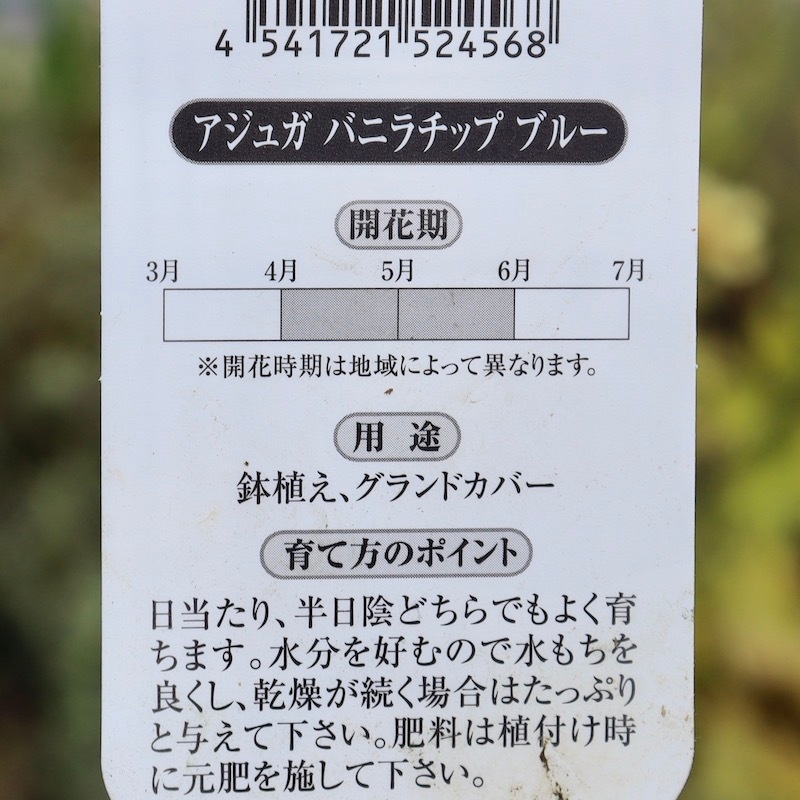 4 541721 524568
アジュガ バニラチップ ブルー
開花期
3月 4月 5月 6月 7月
※開花時期は地域によって異なります。
用 途
鉢植え、グランドカバー
育て方のポイント
日当たり、半日陰どちらでもよく育
ちます。水分を好むので水もちを
良くし、乾燥が続く場合はたっぷり
と与えて下さい。肥料は植付け時
に元肥を施して下さい。